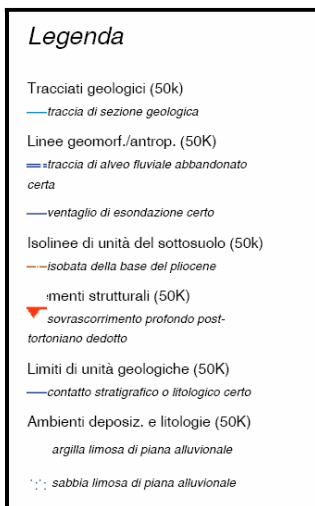 Legenda
Tracciati geologici (50k)
traccia di sezione geologica
Linee geomorf./antrop. (50K)
traccia di alveo fluviale abbandonato
certa
ventaglio di esondazione certo
Isolinee di unità del sottosuolo (50k)
isobata della base del pliocene
menti strutturali (50K)
sovrascorrimento profondo post-
tortoniano dedotto
Limiti di unità geologiche (50K)
contatto stratigrafico o litologico certo
Ambienti deposiz. e litologie (50K)
argilla limosa di piana alluvionale
sabbia limosa di piana alluvionale